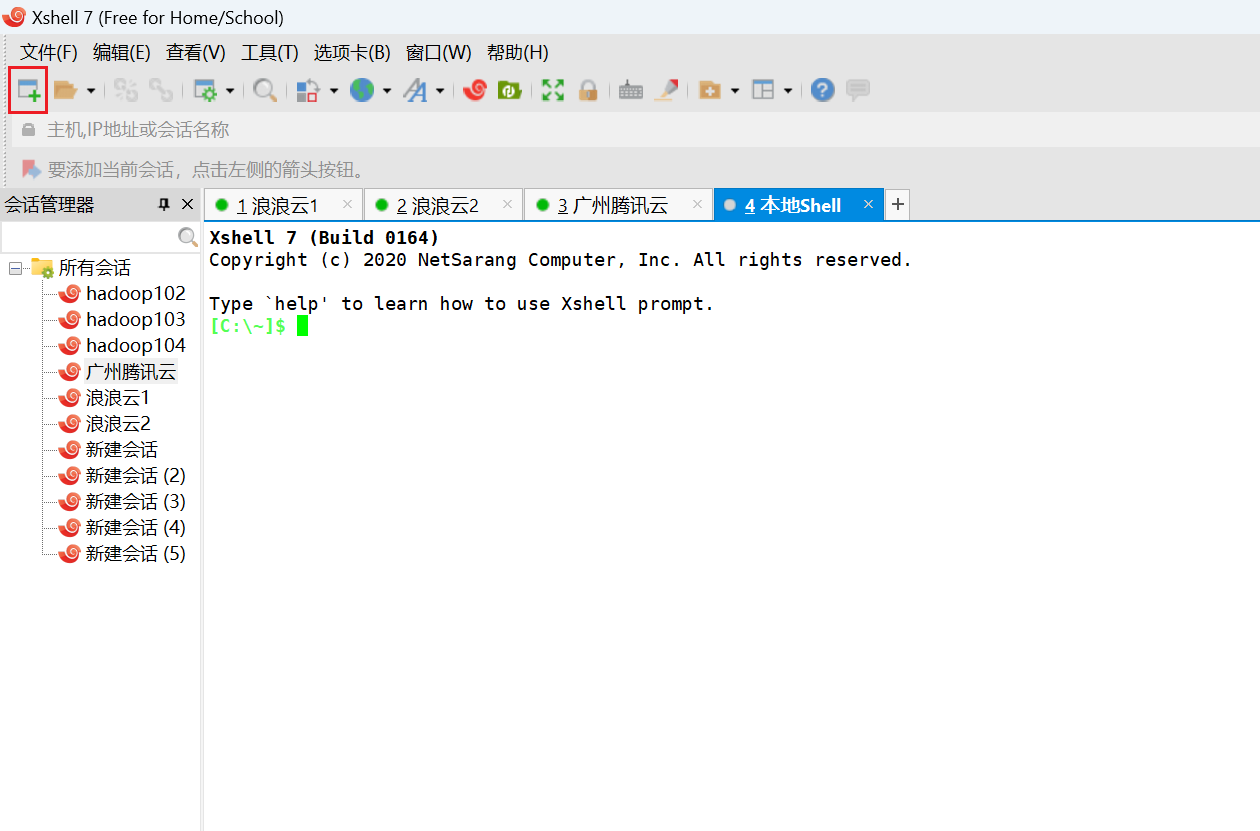 Xshell 7 (Free for Home/School)
文件(F) 编辑(E) 查看(V) 工具(T) 选项卡(B) 窗口(W) 帮助(H)
主机,IP地址或会话名称
要添加当前会话，点击左侧的箭头按钮。
会话管理器
1 浪浪云1 2 浪浪云2 3 广州腾讯云 4 本地Shell
所有会话
hadoop102
hadoop103
hadoop104
广州腾讯云
浪浪云1
浪浪云2
新建会话
新建会话 (2)
新建会话 (3)
新建会话 (4)
新建会话 (5)
Xshell 7 (Build 0164)
Copyright (c) 2020 NetSarang Computer, Inc. All rights reserved.
Type `help' to learn how to use Xshell prompt.
[C:\~]$